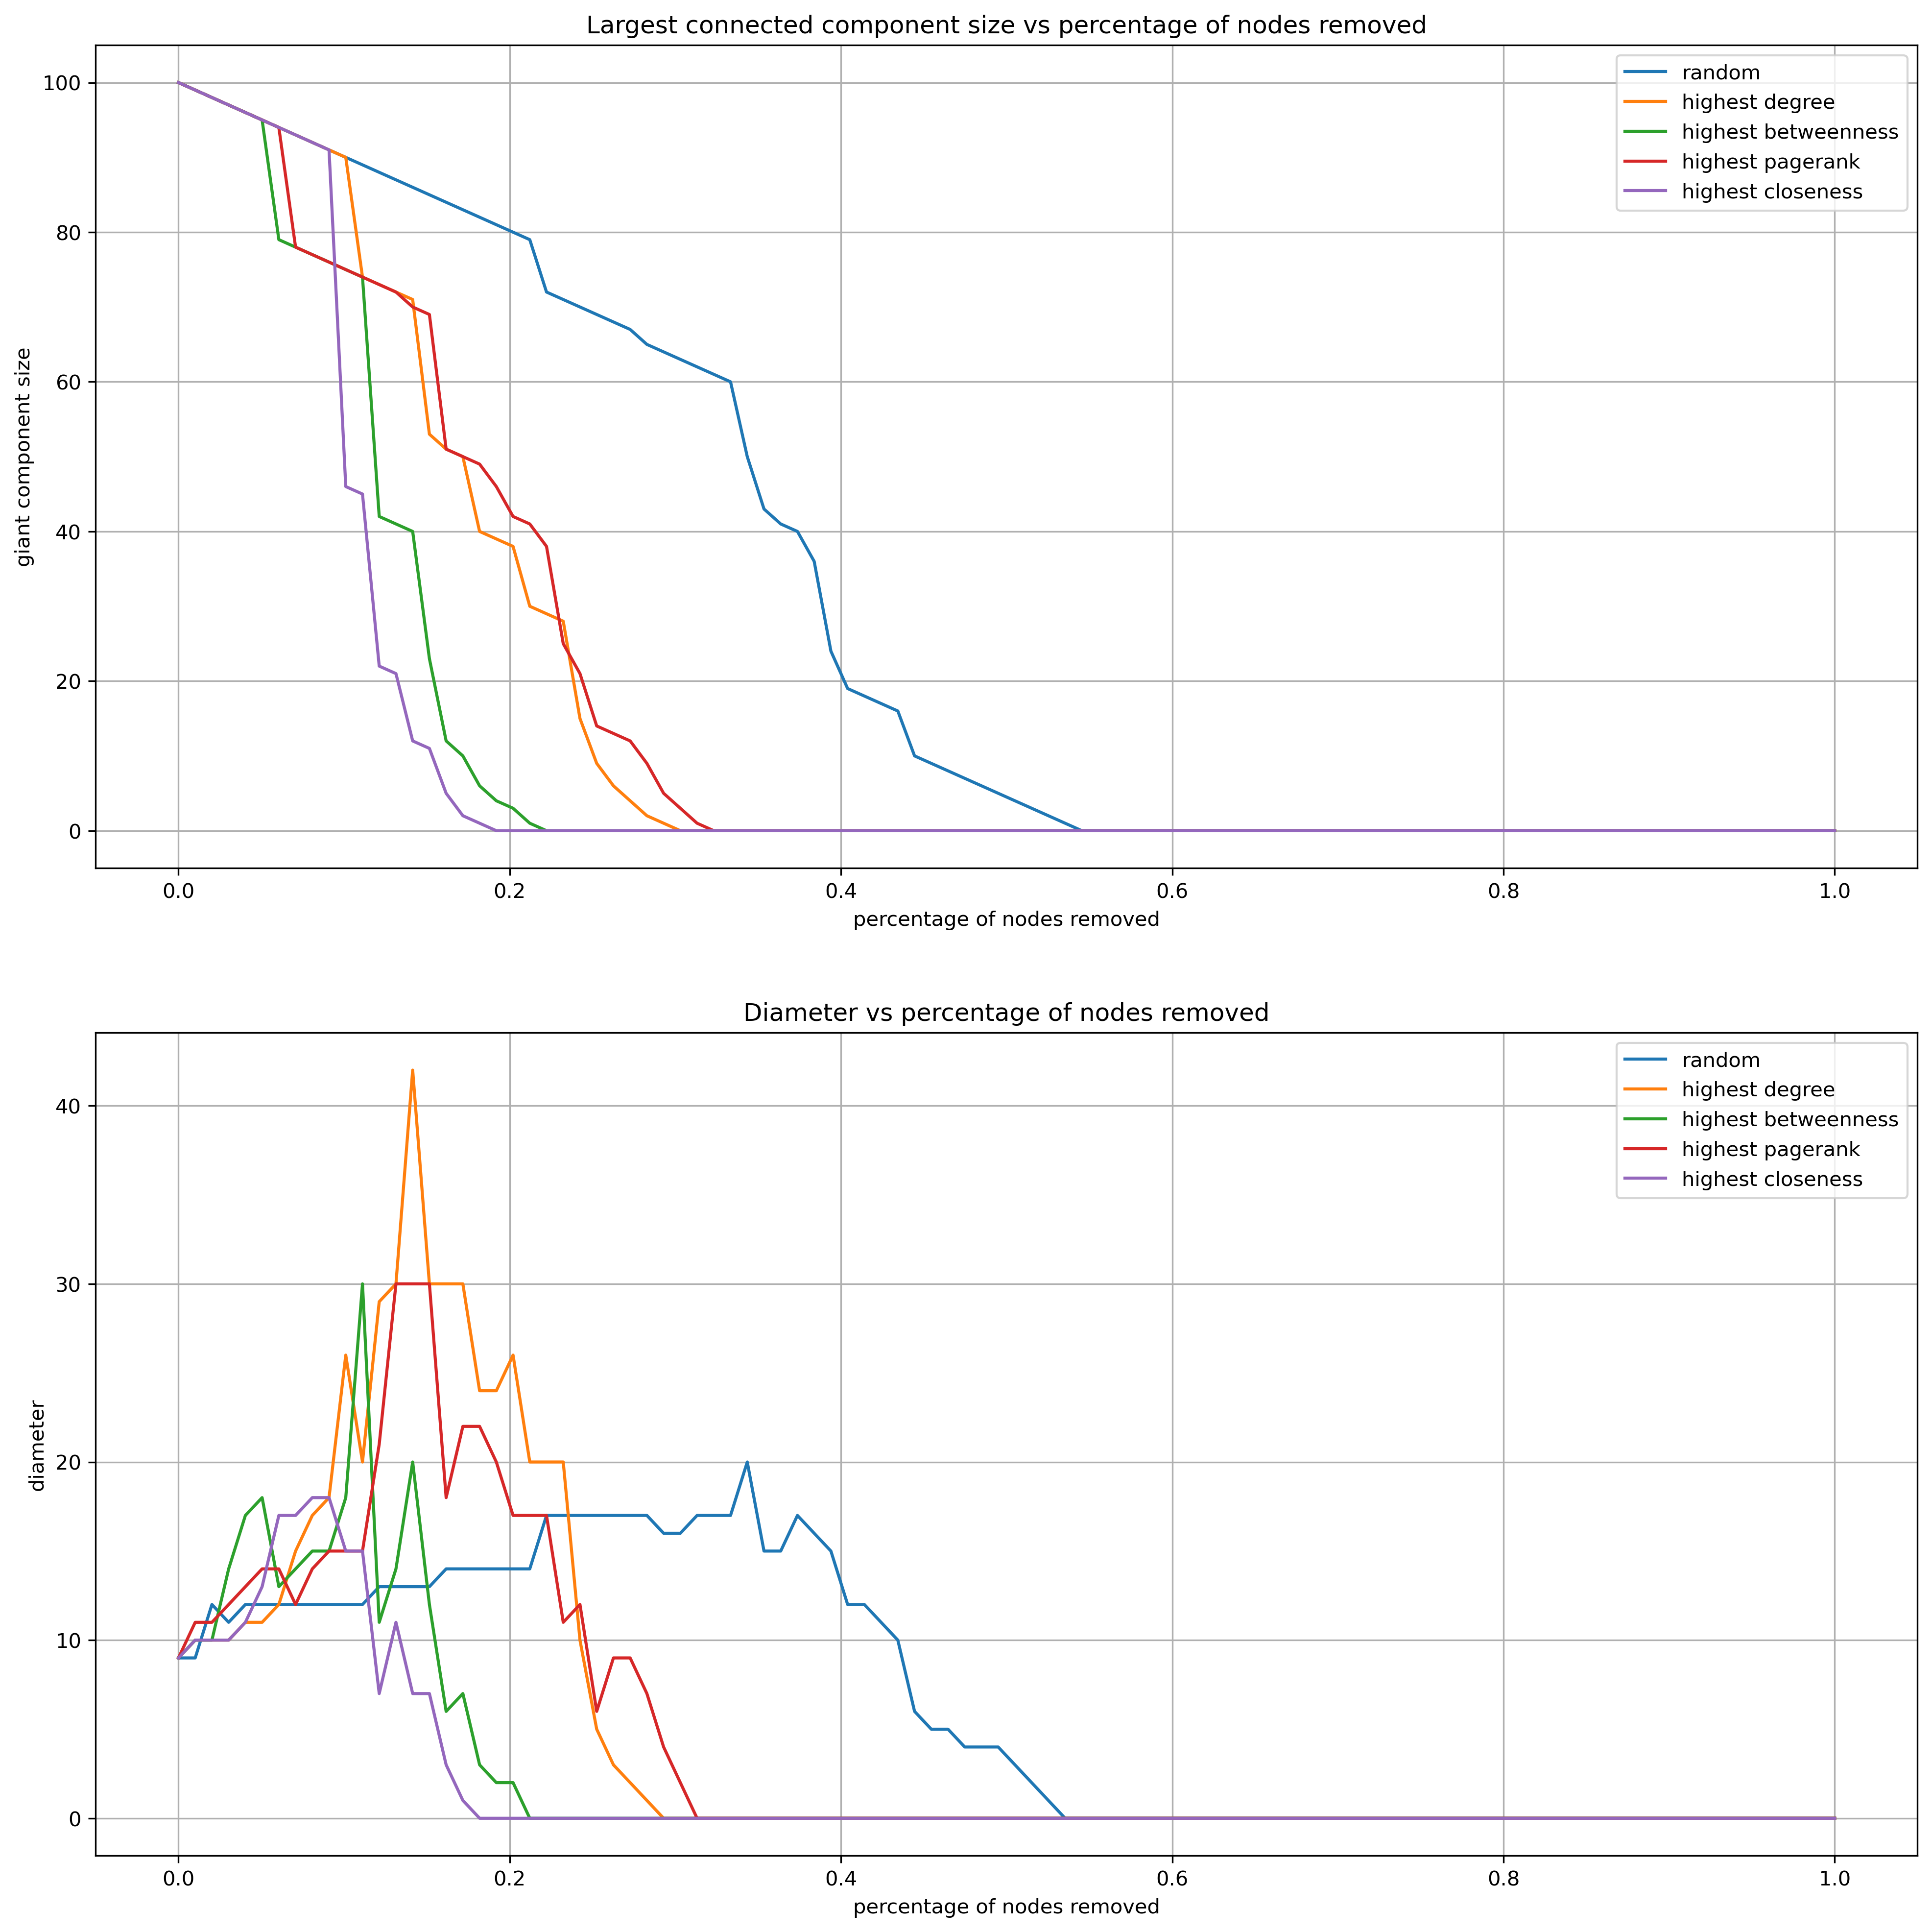 Largest connected component size vs percentage of nodes removed
100
80
60
40
20
0
giant component size
random
highest degree
highest betweenness
highest pagerank
highest closeness
0.0 0.2 0.4 0.6 0.8 1.0
percentage of nodes removed
Diameter vs percentage of nodes removed
40
30
20
10
0
diameter
random
highest degree
highest betweenness
highest pagerank
highest closeness
0.0 0.2 0.4 0.6 0.8 1.0
percentage of nodes removed